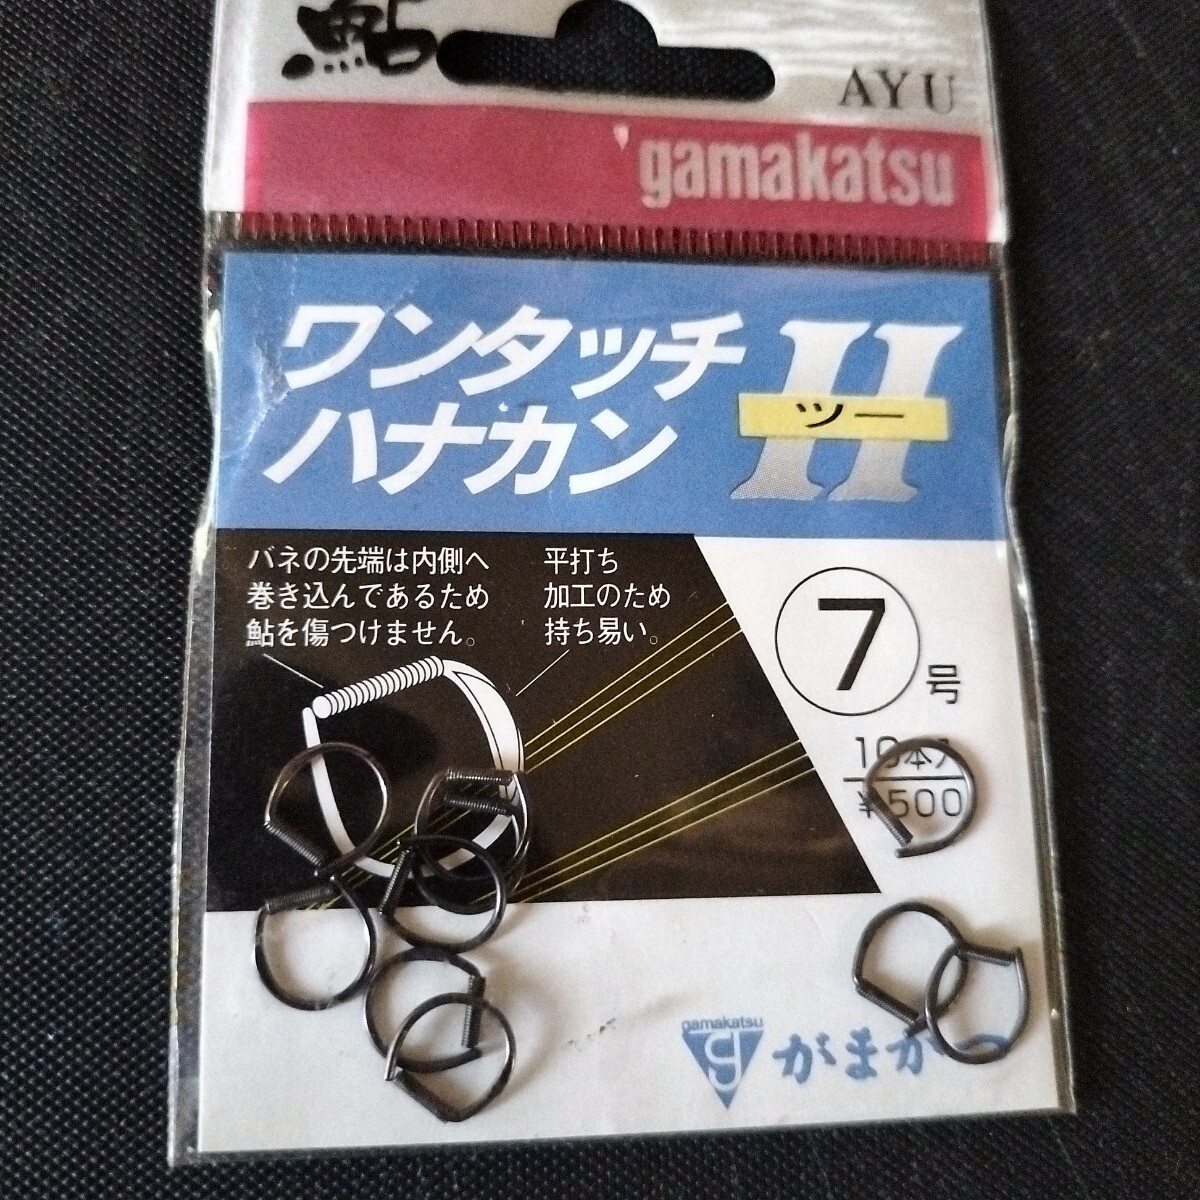 鮎
AYU
gamakatsu
ワンタッチ
ハナカン
II
ツー
バネの先端は内側へ
巻き込んであるため
鮎を傷つけません。
平打ち
加工のため
持ち易い。
7号
¥500
gamakatsu
g
がまかつ